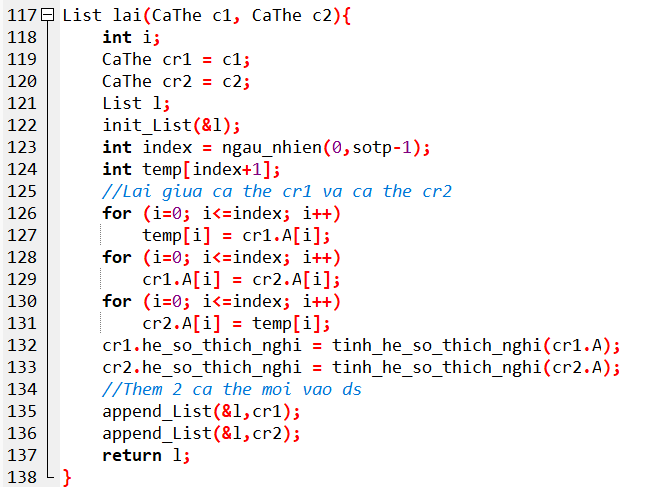 117 List lai(CaThe c1, CaThe c2){
118 int i;
119 CaThe cr1 = c1;
120 CaThe cr2 = c2;
121 List l;
122 init_List(&l);
123 int index = ngau_nhien(0,sotp-1);
124 int temp[index+1];
125 //Lai giua ca the cr1 va ca the cr2
126 for (i=0; i<=index; i++)
127 temp[i] = cr1.A[i];
128 for (i=0; i<=index; i++)
129 cr1.A[i] = cr2.A[i];
130 for (i=0; i<=index; i++)
131 cr2.A[i] = temp[i];
132 cr1.he_so_thich_nghi = tinh_he_so_thich_nghi(cr1.A);
133 cr2.he_so_thich_nghi = tinh_he_so_thich_nghi(cr2.A);
134 //Them 2 ca the moi vao ds
135 append_List(&l,cr1);
136 append_List(&l,cr2);
137 return l;
138 }